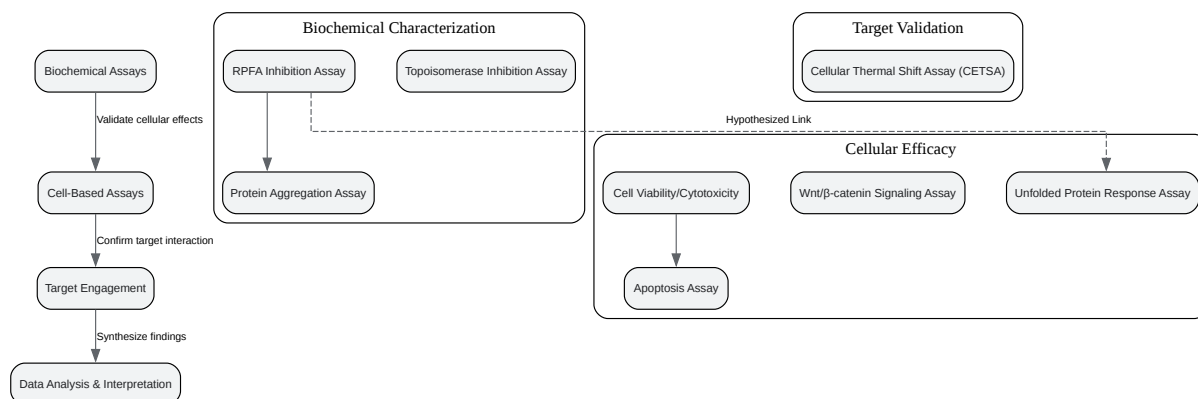 Biochemical Characterization
Target Validation
Biochemical Assays
RPFA Inhibition Assay
Topoisomerase Inhibition Assay
Cellular Thermal Shift Assay (CETSA)
Validate cellular effects
Hypothesized Link
Cellular Efficacy
Cell-Based Assays
Protein Aggregation Assay
Cell Viability/Cytotoxicity
Wnt/β-catenin Signaling Assay
Unfolded Protein Response Assay
Confirm target interaction
Target Engagement
Apoptosis Assay
Synthesize findings
Data Analysis & Interpretation